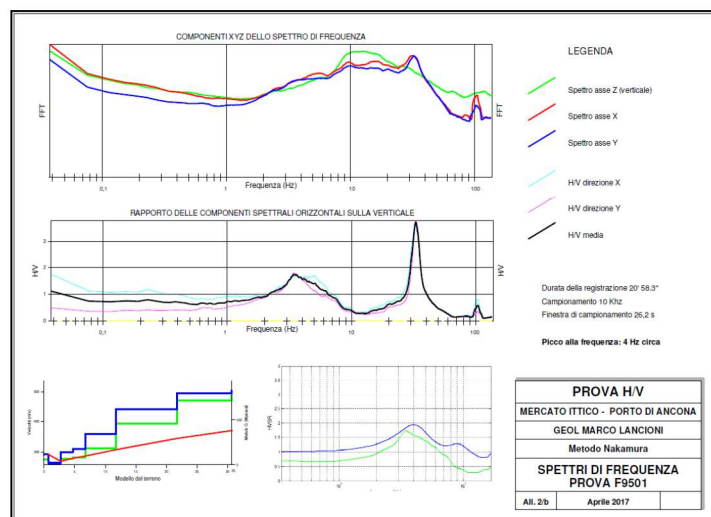 COMPONENTI XYZ DELLO SPETTRO DI FREQUENZA
FFT
FFT
0,1
1
10
100
Frequenza (Hz)
LEGENDA
Spettro asse Z (verticale)
Spettro asse X
Spettro asse Y
H/V direzione X
H/V direzione Y
H/V media
RAPPORTO DELLE COMPONENTI SPETTRALI ORIZZONTALI SULLA VERTICALE
H/V
H/V
3
2
1
0,1
1
10
100
Frequenza (Hz)
Durata della registrazione 20' 58.3"
Campionamento 10 Khz
Finestra di campionamento 26,2 s
Picco alla frequenza: 4 Hz circa
Modello del terreno
HVSR
PROVA H/V
MERCATO ITTICO - PORTO DI ANCONA
GEOL MARCO LANCIONI
Metodo Nakamura
SPETTRI DI FREQUENZA
PROVA F9501
All. 2/b
Aprile 2017